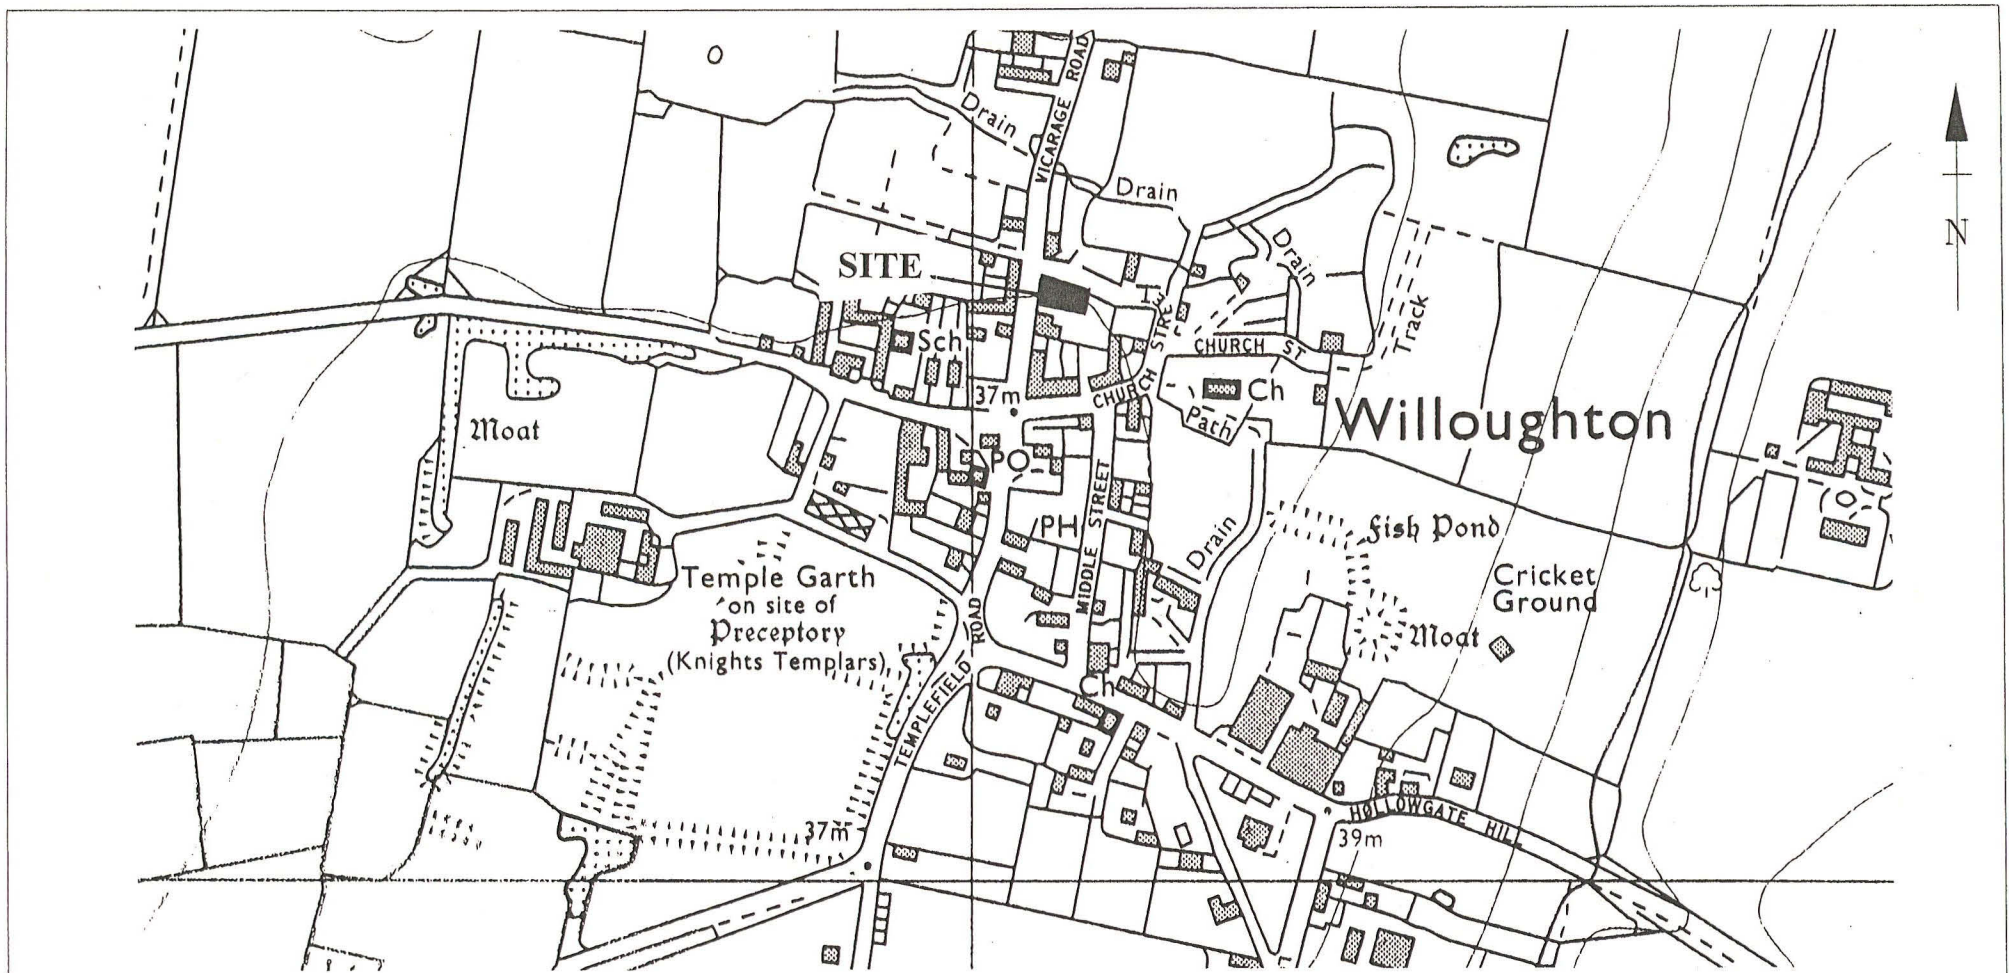 VICARAGE ROAD
Drain
Drain
N
Drain
SITE
Track
Sch
CHURCH STREET
CHURCH ST
37m
Ch
Path
Willoughton
Moat
PO
MIDDLE STREET
PH
Drain
Fish Pond
Temple Garth
on site of
Preceptory
(Knights Templars)
Cricket
Ground
Moat
TEMPLEFIELD ROAD
Ch
37m
HOLLOWGATE HILL
39m